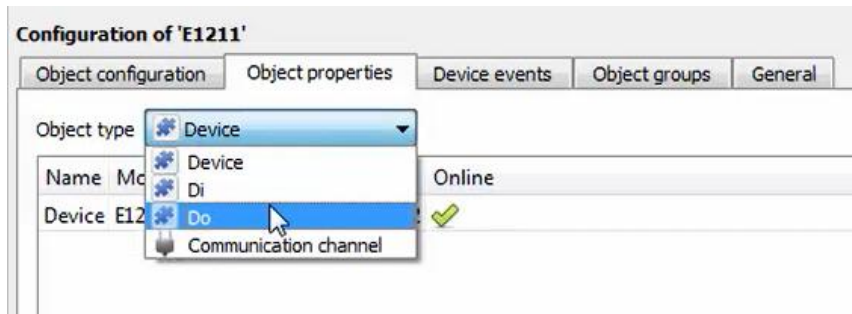 Configuration of 'E1211'
Object configuration Object properties Device events Object groups General
Object type Device
Device
Name Online
Di
Device
Do
Communication channel